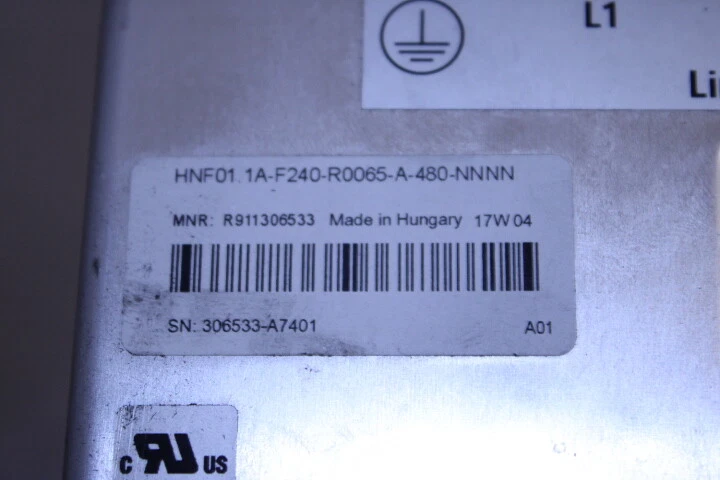 L1
Li
HNF01.1A-F240-R0065-A-480-NNNN
MNR: R911306533 Made in Hungary 17W04
SN: 306533-A7401 A01
c RU US